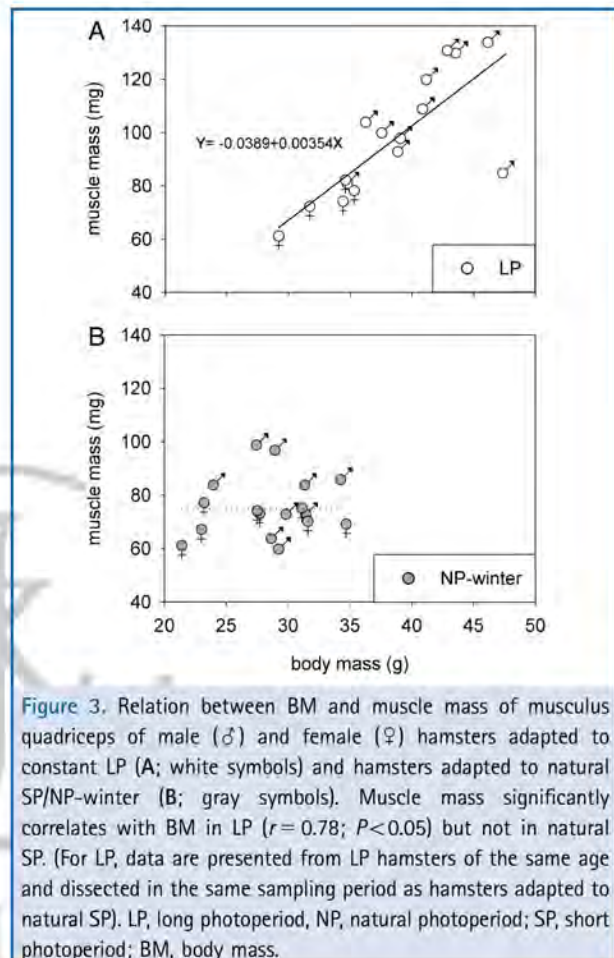 A
muscle mass (mg)
140
120
100
80
60
40
Y= -0.0389+0.00354X
LP
B
muscle mass (mg)
140
120
100
80
60
40
NP-winter
20 25 30 35 40 45 50
body mass (g)
Figure 3. Relation between BM and muscle mass of musculus
quadriceps of male (♂) and female (♀) hamsters adapted to
constant LP (A; white symbols) and hamsters adapted to natural
SP/NP-winter (B; gray symbols). Muscle mass significantly
correlates with BM in LP (r = 0.78; P<0.05) but not in natural
SP. (For LP, data are presented from LP hamsters of the same age
and dissected in the same sampling period as hamsters adapted to
natural SP). LP, long photoperiod, NP, natural photoperiod; SP, short
photoperiod; BM, body mass.